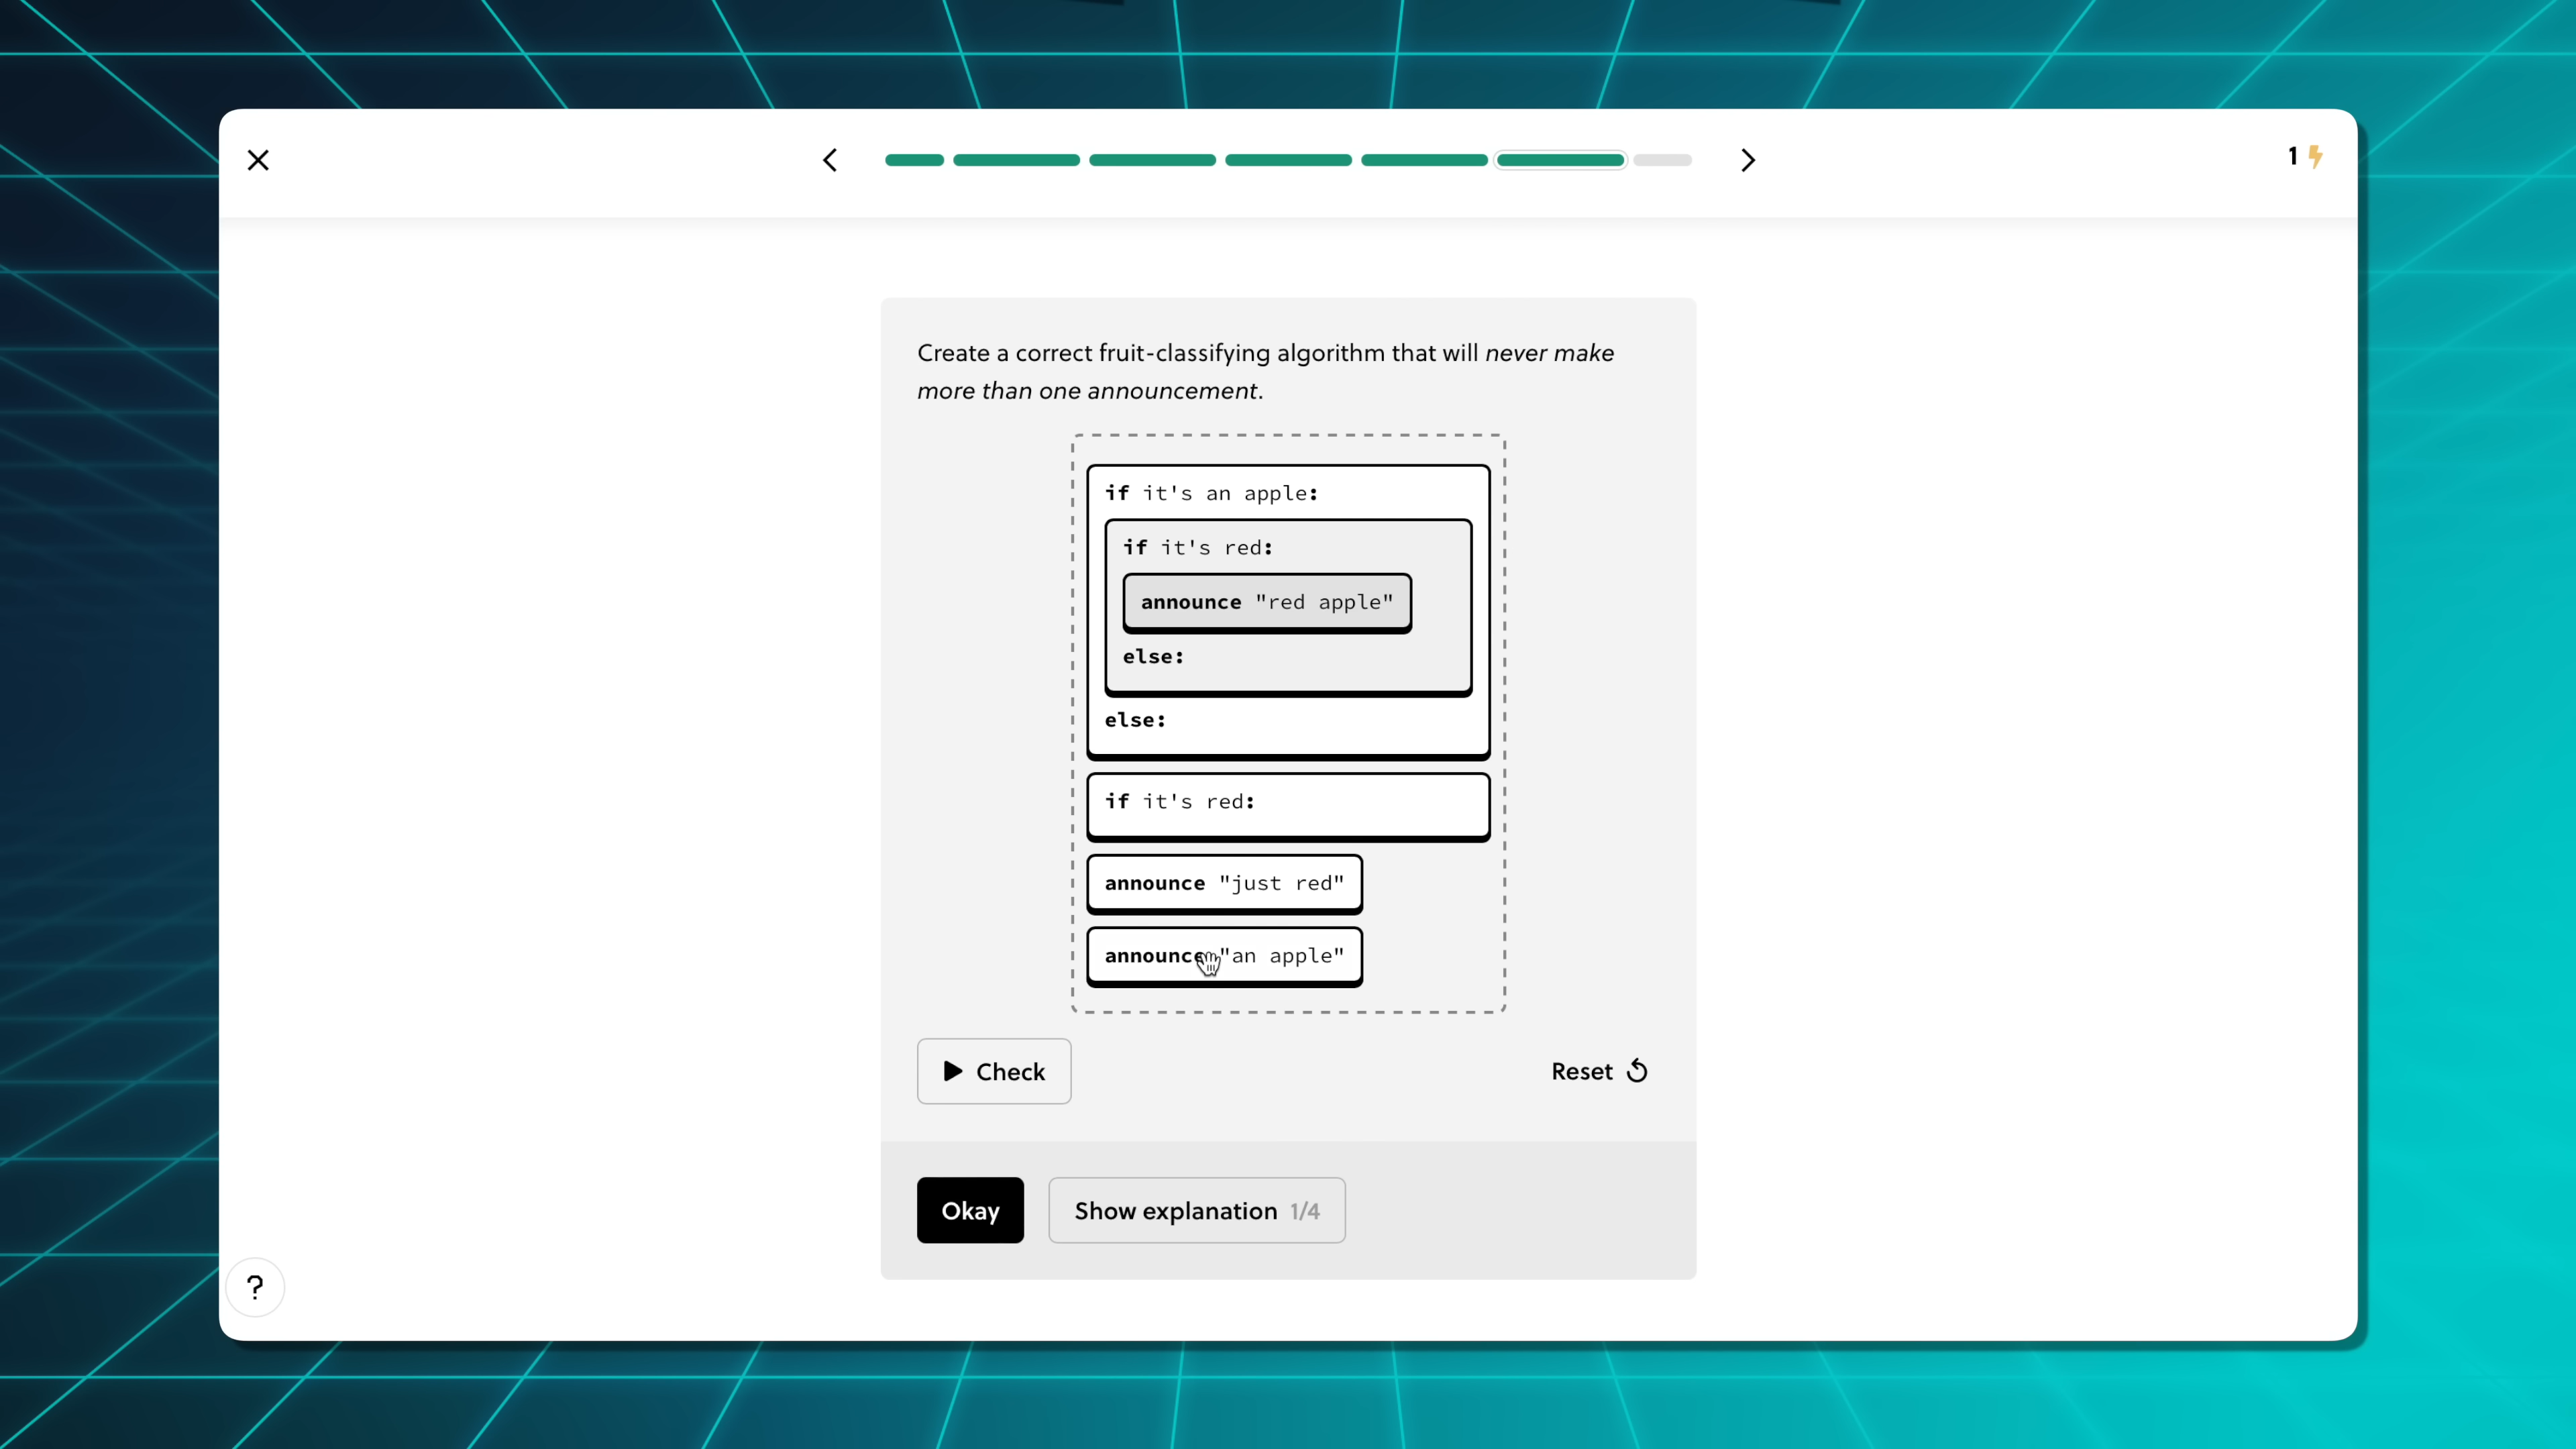 1
Create a correct fruit-classifying algorithm that will never make
more than one announcement.
if it's an apple:
if it's red:
announce "red apple"
else:
else:
if it's red:
announce "just red"
announce "an apple"
Check
Reset
Okay
Show explanation 1/4
?